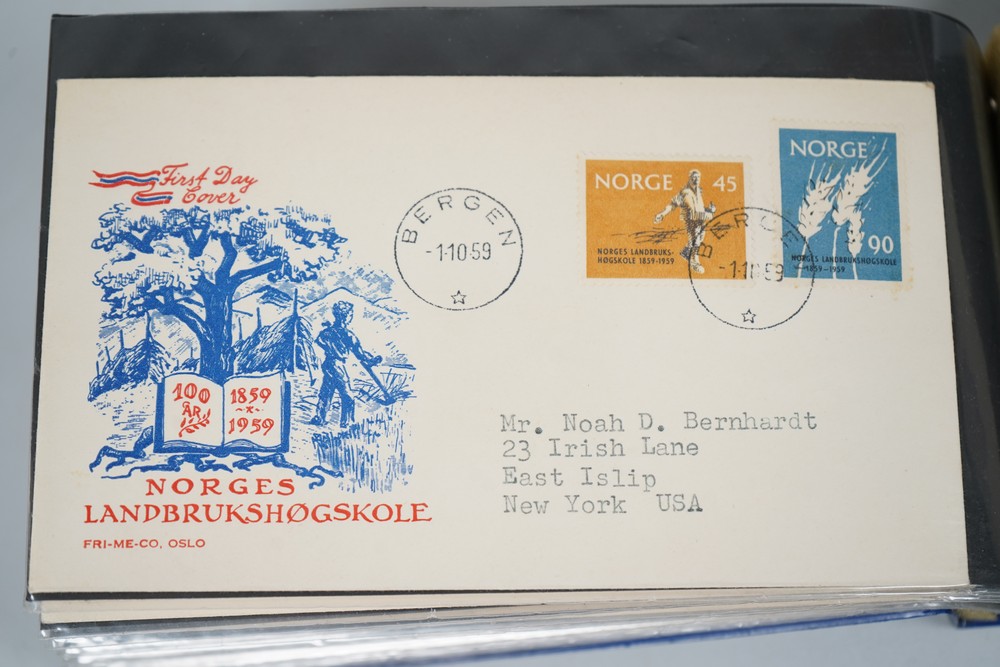 First Day
Cover
100
ÅR
1859
1959
NORGES
LANDBRUKSHØGSKOLE
FRI-ME-CO, OSLO
BERGEN
-1·10·59
NORGE 45
NORGES LANDBRUKS-
HØGSKOLE 1859-1959
NORGE
90
NORGES LANDBRUKSHØGSKOLE
1859-1959
BERGE
-1·10·59
Mr. Noah D. Bernhardt
23 Irish Lane
East Islip
New York USA